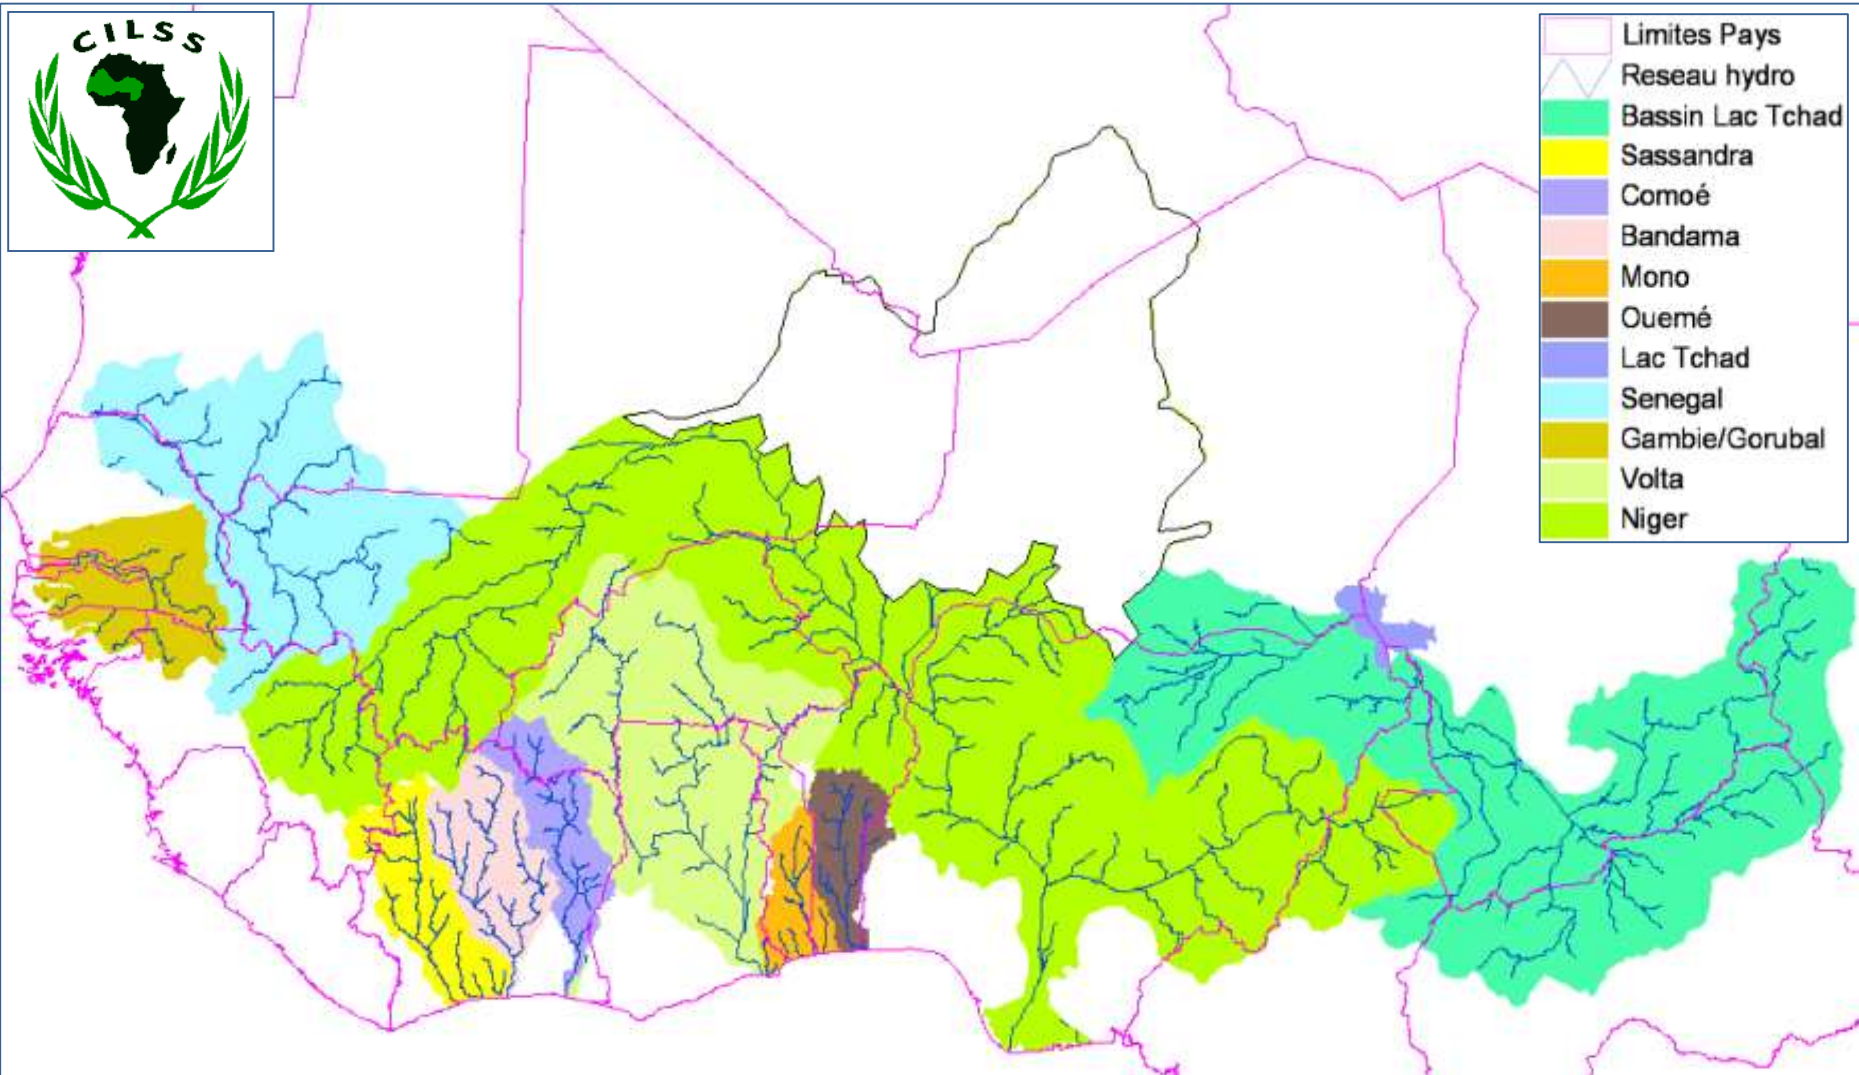 CILSS
Limites Pays
Reseau hydro
Bassin Lac Tchad
Sassandra
Comoé
Bandama
Mono
Ouemé
Lac Tchad
Senegal
Gambie/Gorubal
Volta
Niger